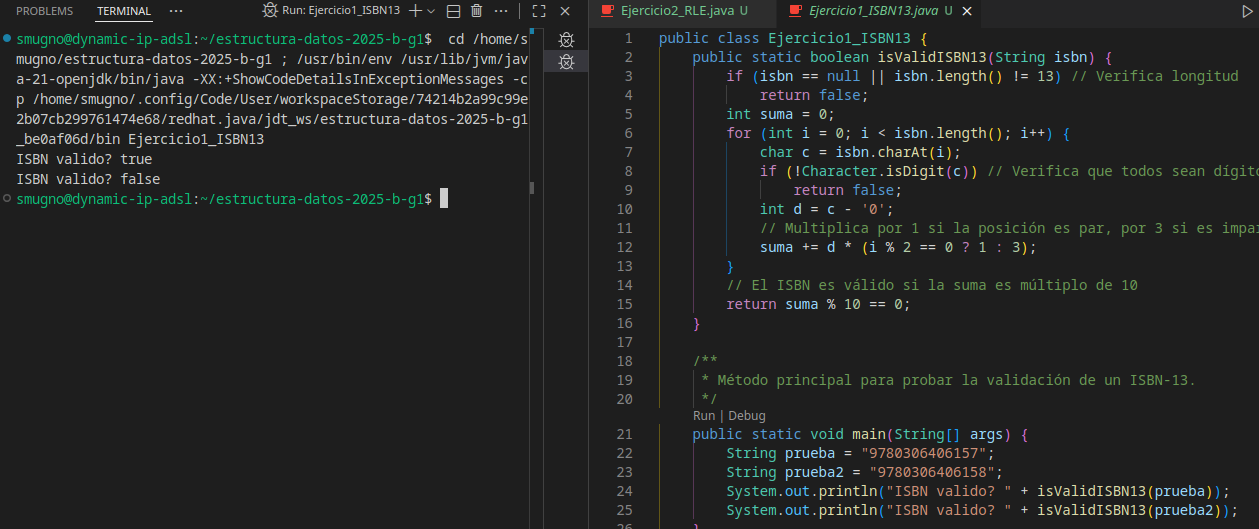 PROBLEMS TERMINAL ··· Run: Ejercicio1_ISBN13
smugno@dynamic-ip-adsl:~/estructura-datos-2025-b-g1$ cd /home/s
mugno/estructura-datos-2025-b-g1 ; /usr/bin/env /usr/lib/jvm/jav
a-21-openjdk/bin/java -XX:+ShowCodeDetailsInExceptionMessages -c
p /home/smugno/.config/Code/User/workspaceStorage/74214b2a99c99e
2b07cb299761474e68/redhat.java/jdt_ws/estructura-datos-2025-b-g1
_be0af06d/bin Ejercicio1_ISBN13
ISBN valido? true
ISBN valido? false
smugno@dynamic-ip-adsl:~/estructura-datos-2025-b-g1$
Ejercicio2_RLE.java U Ejercicio1_ISBN13.java U
1 public class Ejercicio1_ISBN13 {
2 public static boolean isValidISBN13(String isbn) {
3 if (isbn == null || isbn.length() != 13) // Verifica longitud
4 return false;
5 int suma = 0;
6 for (int i = 0; i < isbn.length(); i++) {
7 char c = isbn.charAt(i);
8 if (!Character.isDigit(c)) // Verifica que todos sean dígito
9 return false;
10 int d = c - '0';
11 // Multiplica por 1 si la posición es par, por 3 si es impar
12 suma += d * (i % 2 == 0 ? 1 : 3);
13 }
14 // El ISBN es válido si la suma es múltiplo de 10
15 return suma % 10 == 0;
16 }
17
18 /**
19 * Método principal para probar la validación de un ISBN-13.
20 */
Run | Debug
21 public static void main(String[] args) {
22 String prueba = "9780306406157";
23 String prueba2 = "9780306406158";
24 System.out.println("ISBN valido? " + isValidISBN13(prueba));
25 System.out.println("ISBN valido? " + isValidISBN13(prueba2));